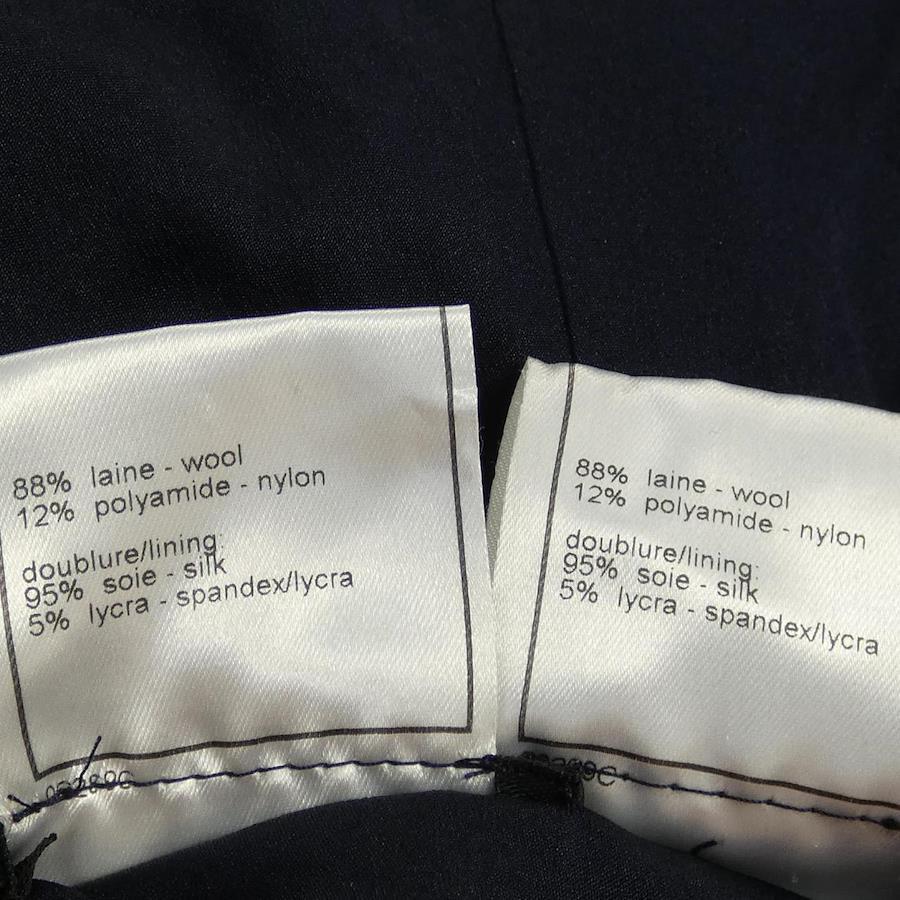 88% laine - wool
12% polyamide - nylon
doublure/lining:
95% soie - silk
5% lycra - spandex/lycra
88% laine - wool
12% polyamide - nylon
doublure/lining:
95% soie - silk
5% lycra - spandex/lycra